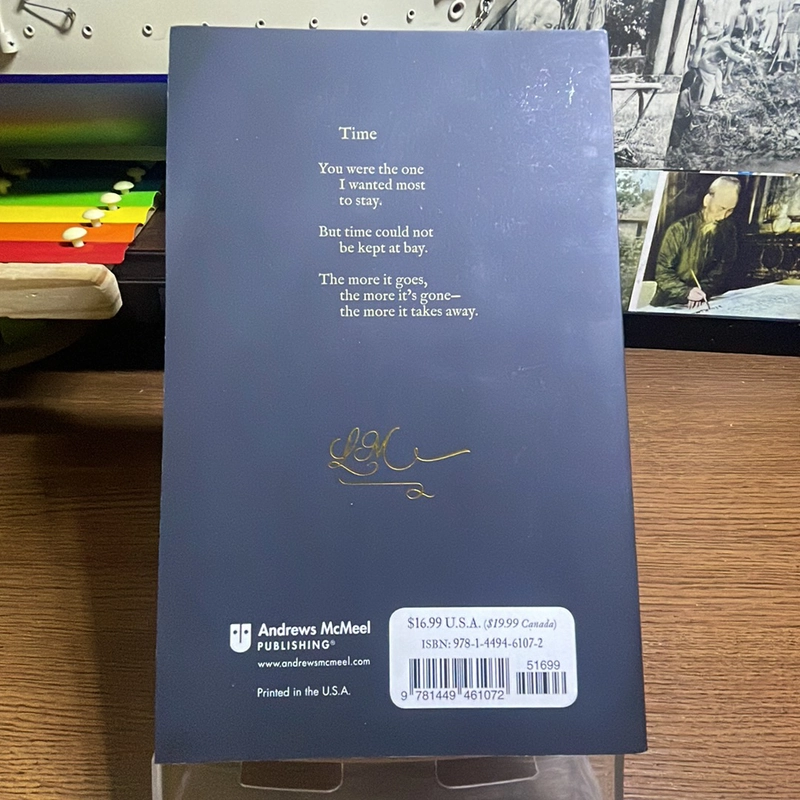 Time
You were the one
I wanted most
to stay.
But time could not
be kept at bay.
The more it goes,
the more it's gone—
the more it takes away.
Andrews McMeel
PUBLISHING®
www.andrewsmcmeel.com
Printed in the U.S.A.
$16.99 U.S.A. ($19.99 Canada)
ISBN: 978-1-4494-6107-2
51699
9 781449 461072